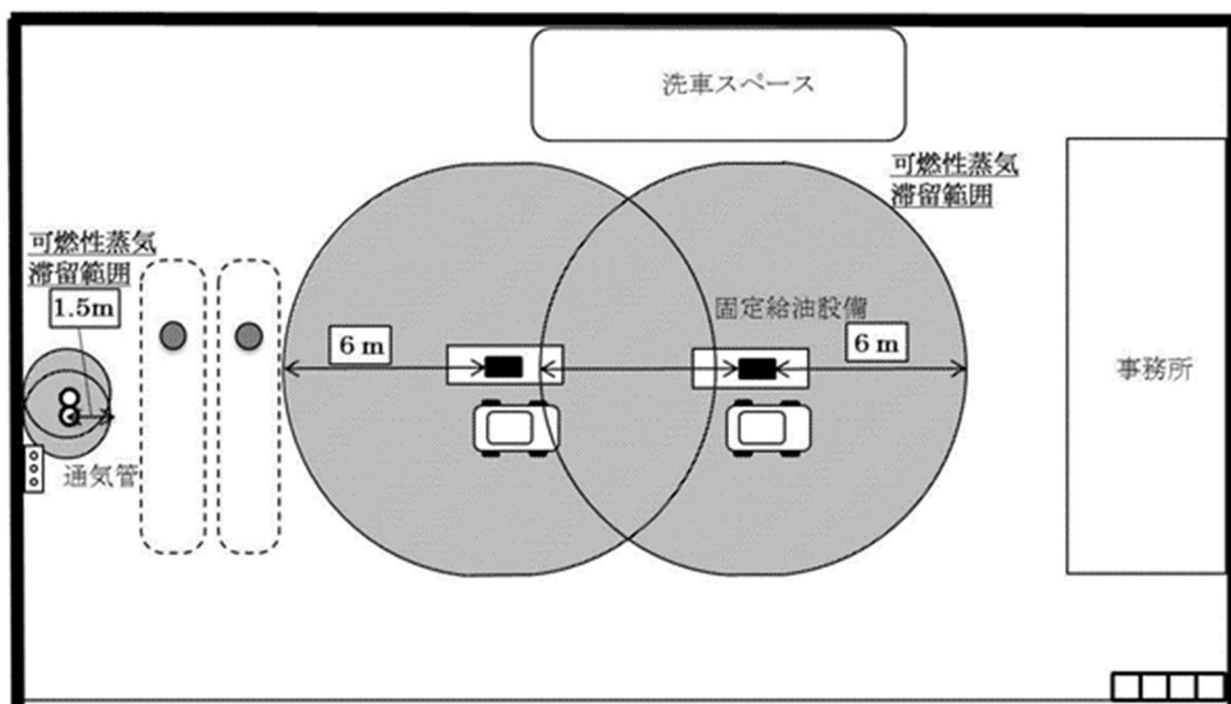 洗車スペース
可燃性蒸気
滞留範囲
可燃性蒸気
滞留範囲
1.5m
固定給油設備
6 m
6 m
事務所
通気管